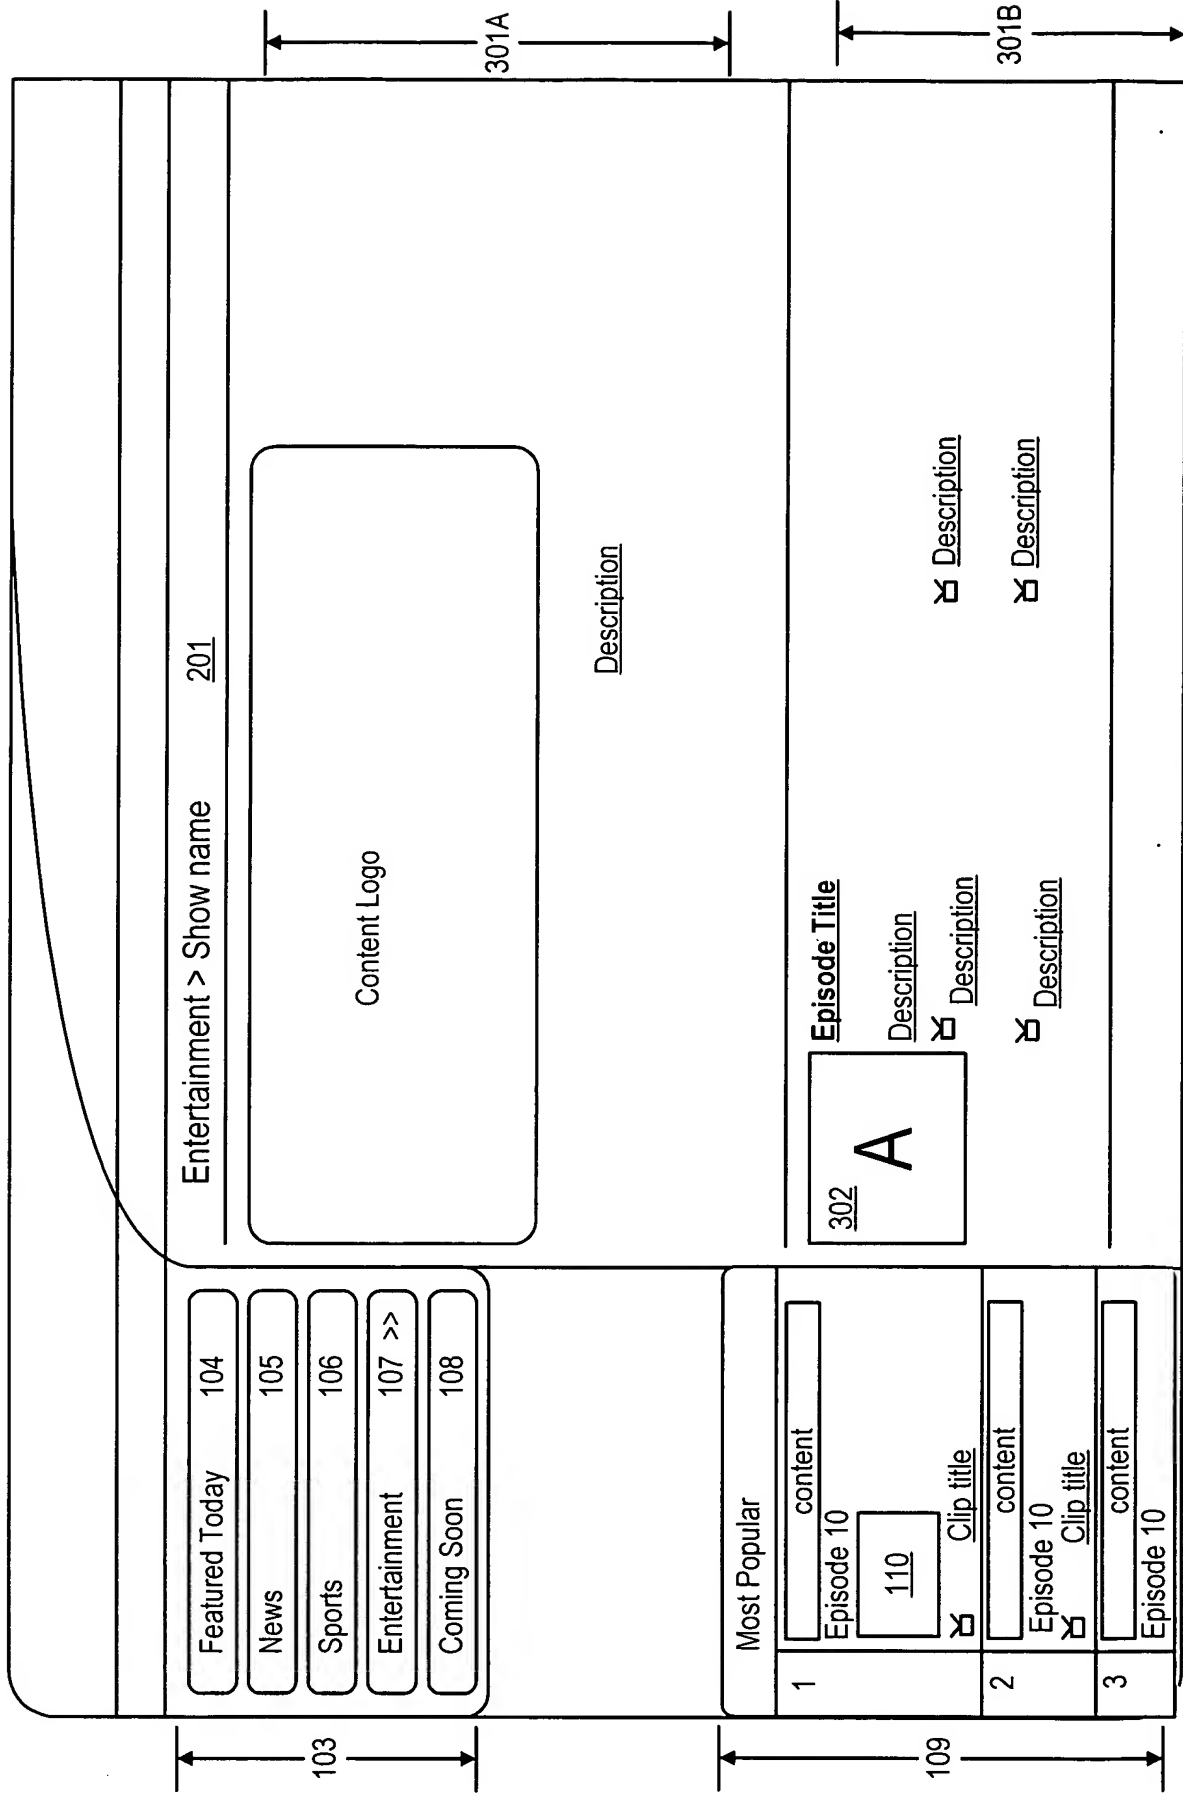 103
Featured Today 104
News 105
Sports 106
Entertainment 107 >>
Coming Soon 108
Entertainment > Show name 201
Content Logo
Description
301A
109
Most Popular
1
content
Episode 10
110
Clip title
2
content
Episode 10
Clip title
3
content
Episode 10
302
A
Episode Title
Description
Description
Description
Description
Description
301B